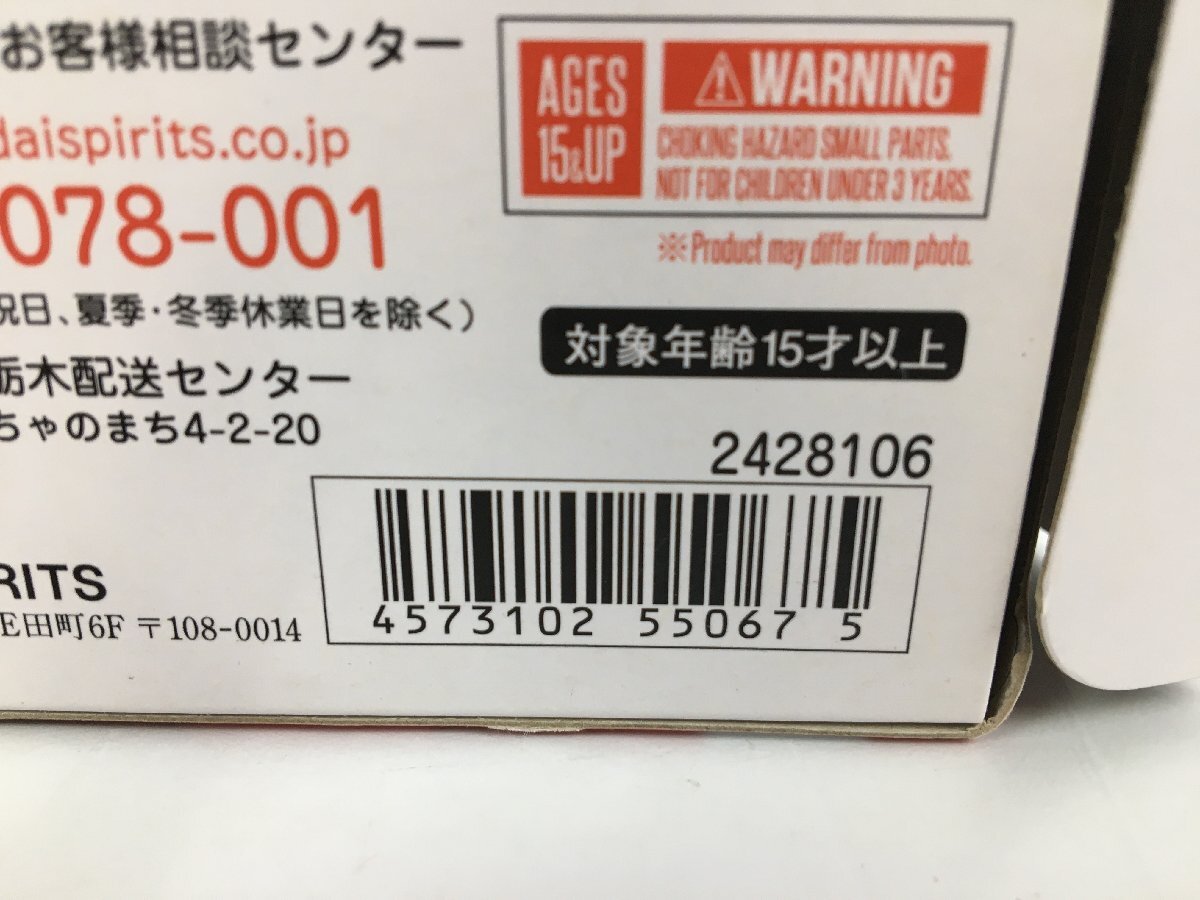 お客様相談センター
daispirits.co.jp
078-001
祝日、夏季・冬季休業日を除く)
栃木配送センター
ちゃのまち4-2-20
RITS
田町6F 〒108-0014
AGES
15&UP
⚠WARNING
CHOKING HAZARD SMALL PARTS.
NOT FOR CHILDREN UNDER 3 YEARS.
※Product may differ from photo.
対象年齢15才以上
2428106
4573102 55067 5